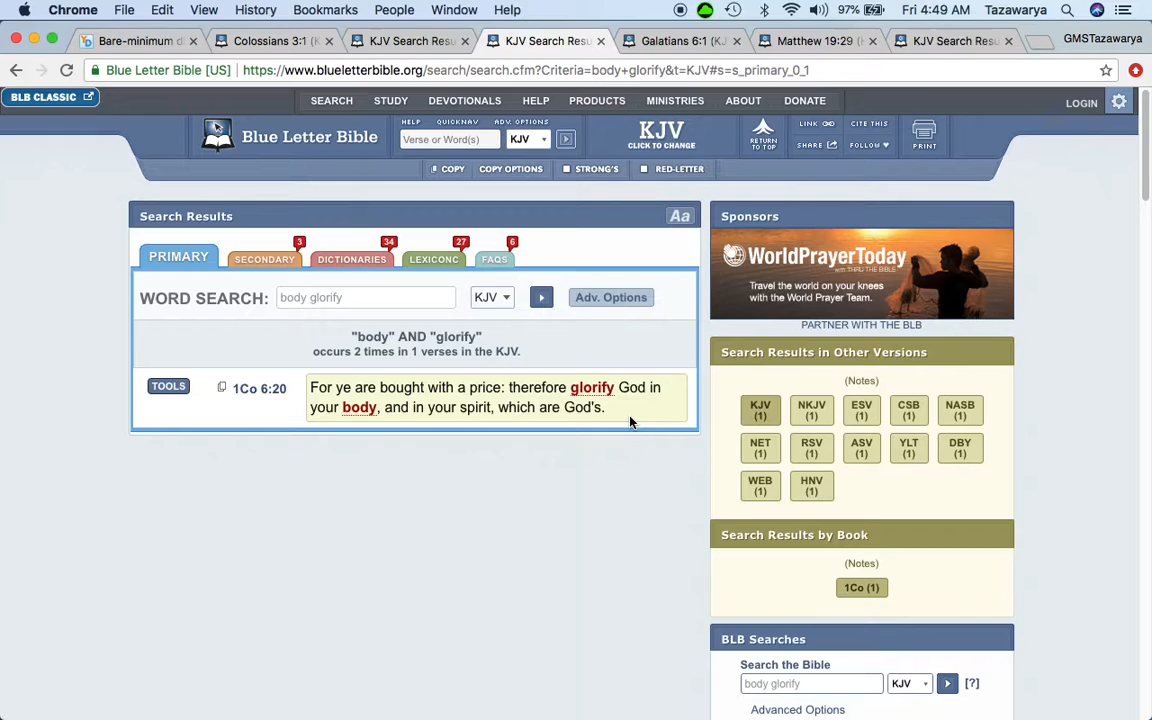 Chrome File Edit View History Bookmarks People Window Help 97% Fri 4:49 AM Tazawarya
Bare-minimum di Colossians 3:1 (K KJV Search Resu KJV Search Resu Galatians 6:1 (KJ Matthew 19:29 (K KJV Search Resu GMSTazawarya
Blue Letter Bible [US] https://www.blueletterbible.org/search/search.cfm?Criteria=body+glorify&t=KJV#s=s_primary_0_1
BLB CLASSIC
SEARCH STUDY DEVOTIONALS HELP PRODUCTS MINISTRIES ABOUT DONATE LOGIN
Blue Letter Bible
HELP QUICKNAV ADV. OPTIONS
Verse or Word(s) KJV
KJV
CLICK TO CHANGE
RETURN
TO TOP
LINK CITE THIS
SHARE FOLLOW
PRINT
COPY COPY OPTIONS STRONG'S RED-LETTER
Search Results Aa
3 34 27 6
PRIMARY SECONDARY DICTIONARIES LEXICONC FAQS
WORD SEARCH: body glorify KJV Adv. Options
"body" AND "glorify"
occurs 2 times in 1 verses in the KJV.
TOOLS 1Co 6:20
For ye are bought with a price: therefore glorify God in
your body, and in your spirit, which are God's.
Sponsors
WorldPrayerToday
with THRU the BIBLE
Travel the world on your knees
with the World Prayer Team.
PARTNER WITH THE BLB
Search Results in Other Versions
(Notes)
KJV NKJV ESV CSB NASB
(1) (1) (1) (1) (1)
NET RSV ASV YLT DBY
(1) (1) (1) (1) (1)
WEB HNV
(1) (1)
Search Results by Book
(Notes)
1Co (1)
BLB Searches
Search the Bible
body glorify KJV [?]
Advanced Options